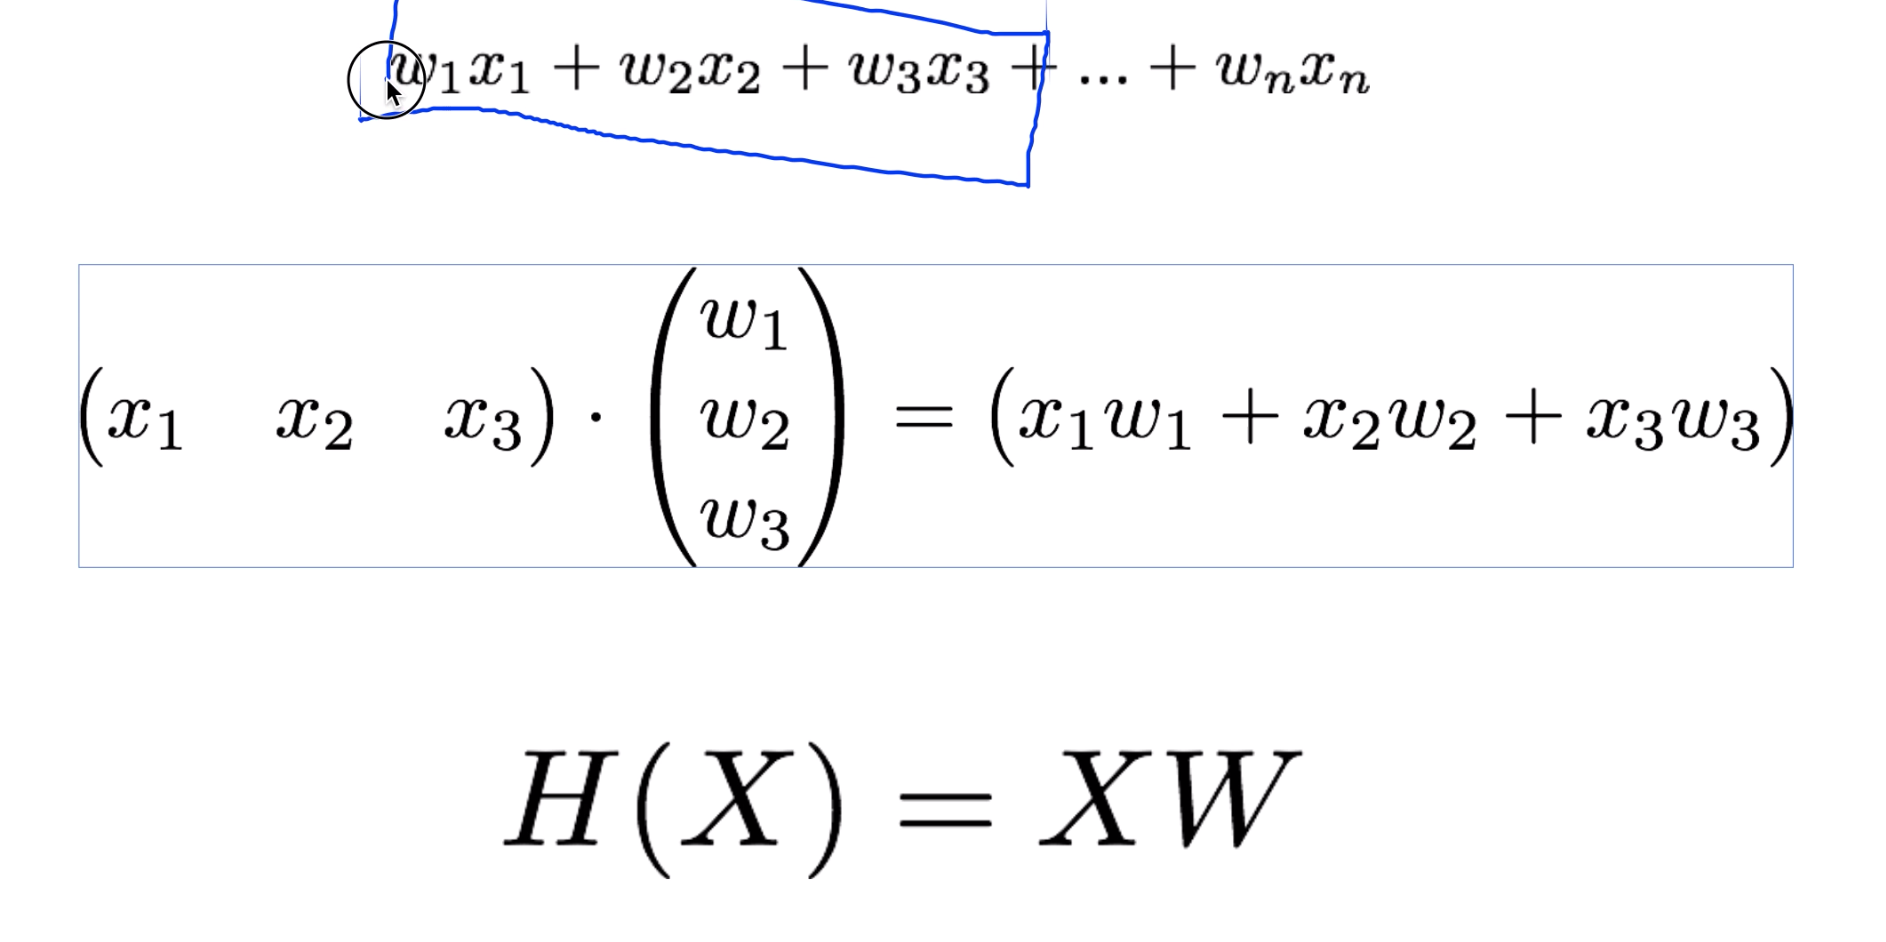 w₁x₁ + w₂x₂ + w₃x₃ + ... + wₙxₙ
(x₁ x₂ x₃) · (w₁ w₂ w₃) = (x₁w₁ + x₂w₂ + x₃w₃)
H(X) = XW